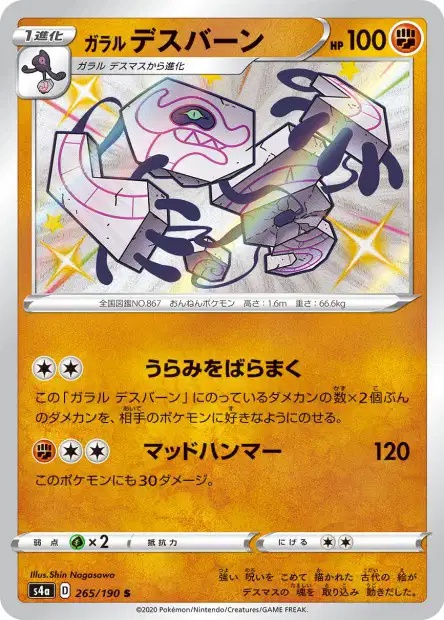 1進化 ガラル デスバーン HP 100
ガラル デスマスから進化
全国図鑑NO.867 おんねんポケモン 高さ：1.6m 重さ：66.6kg
うらみをばらまく
この「ガラル デスバーン」にのっているダメカンの数×2個ぶん
のダメカンを、相手のポケモンに好きなようにのせる。
マッドハンマー 120
このポケモンにも30ダメージ。
弱点 ×2 抵抗力 にげる
Illus.Shin Nagasawa
s4a D 265/190 S
強い 呪いを こめて 描かれた 古代の 絵が
デスマスの 魂を 取り込み 動きだした。
©2020 Pokémon/Nintendo/Creatures/GAME FREAK.